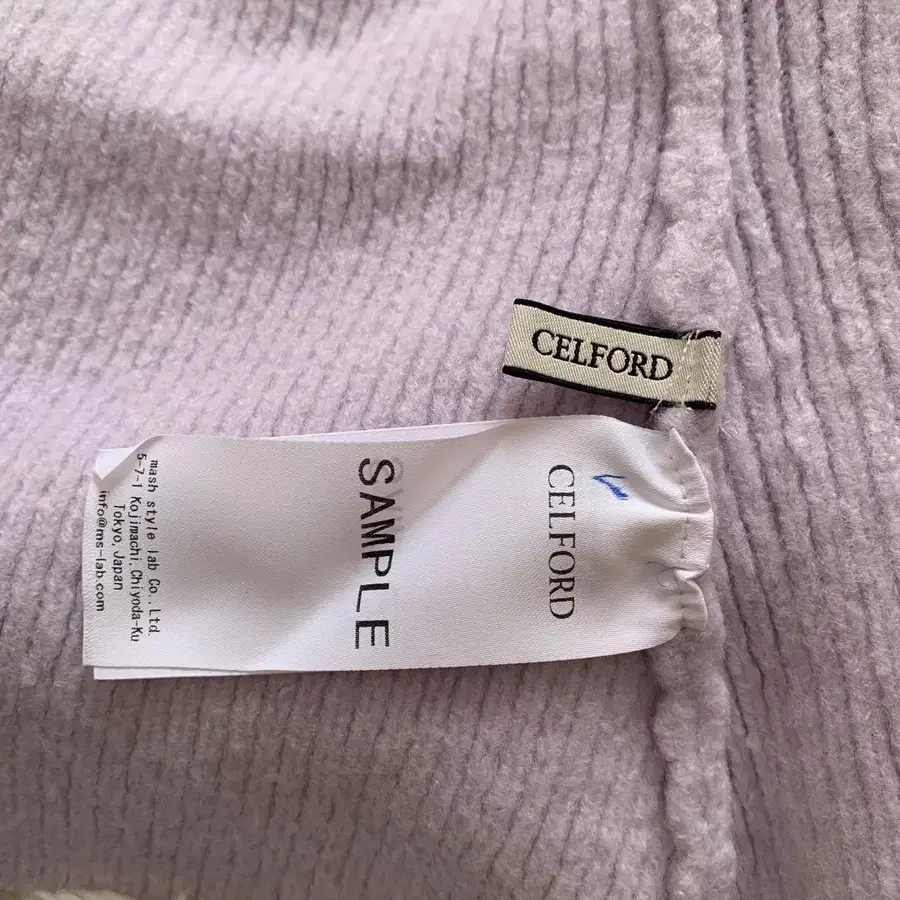 CELFORD
CELFORD
SAMPLE
mash style lab Co., Ltd.
5-7-1 Kojimachi, Chiyoda-Ku
Tokyo, Japan
info@ms-lab.com